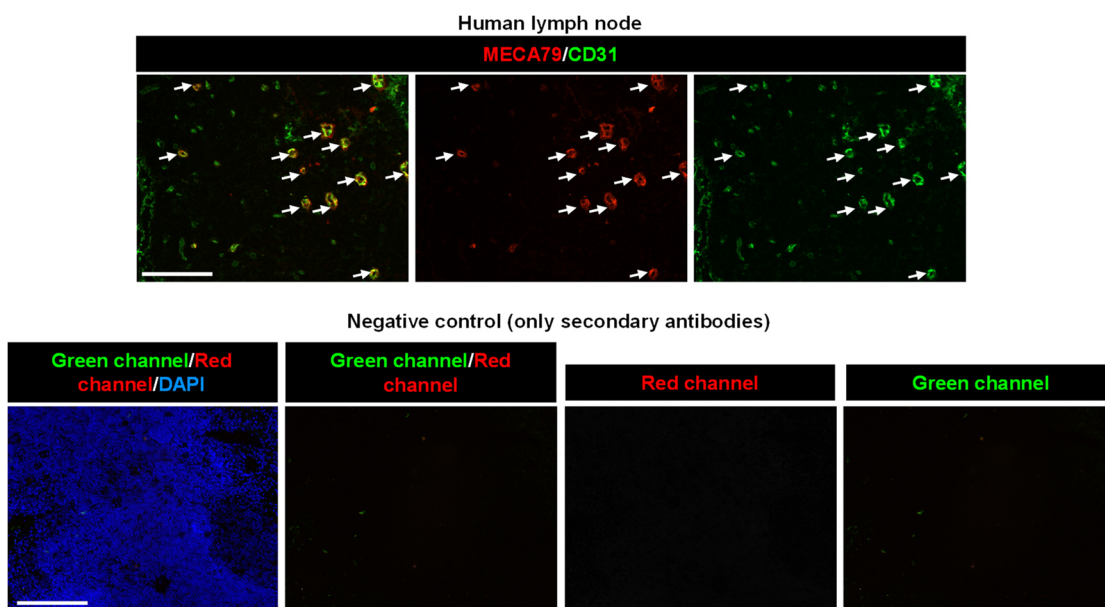 Human lymph node
MECA79/CD31
Negative control (only secondary antibodies)
Green channel/Red
channel/DAPI
Green channel/Red
channel
Red channel
Green channel